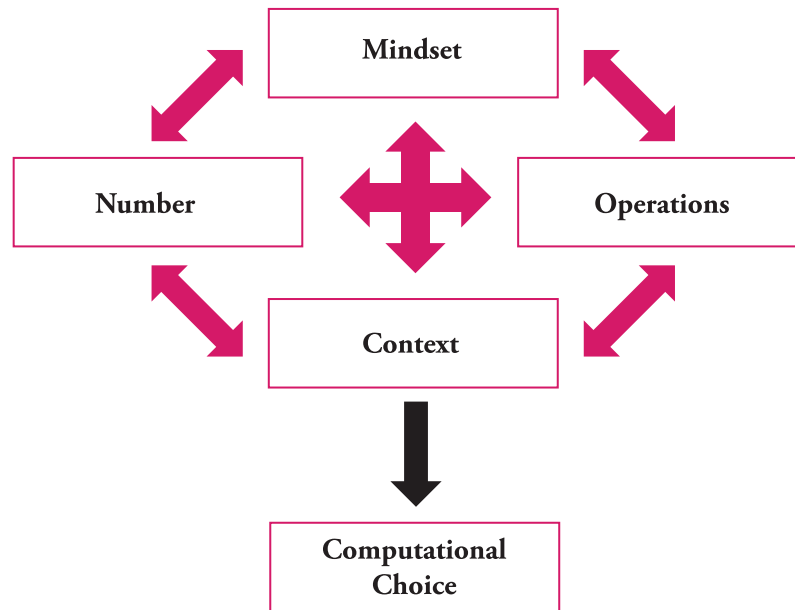 Mindset
Number
Operations
Context
Computational
Choice